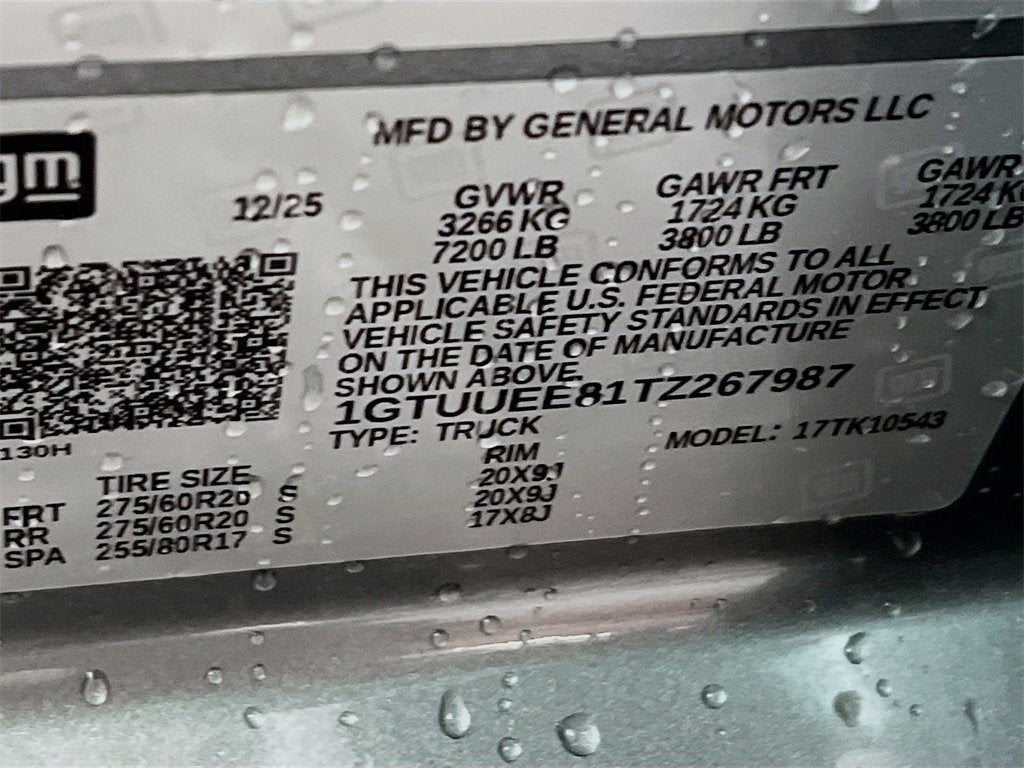 MFD BY GENERAL MOTORS LLC
gm
12/25
GVWR GAWR FRT GAWR
3266 KG 1724 KG 1724 K
7200 LB 3800 LB 3800 LB
THIS VEHICLE CONFORMS TO ALL
APPLICABLE U.S. FEDERAL MOTOR
VEHICLE SAFETY STANDARDS IN EFFECT
ON THE DATE OF MANUFACTURE
SHOWN ABOVE.
1GTUUEE81TZ267987
130H
TYPE: TRUCK MODEL: 17TK10543
TIRE SIZE RIM
FRT 275/60R20 S 20X9J
RR 275/60R20 S 20X9J
SPA 255/80R17 S 17X8J